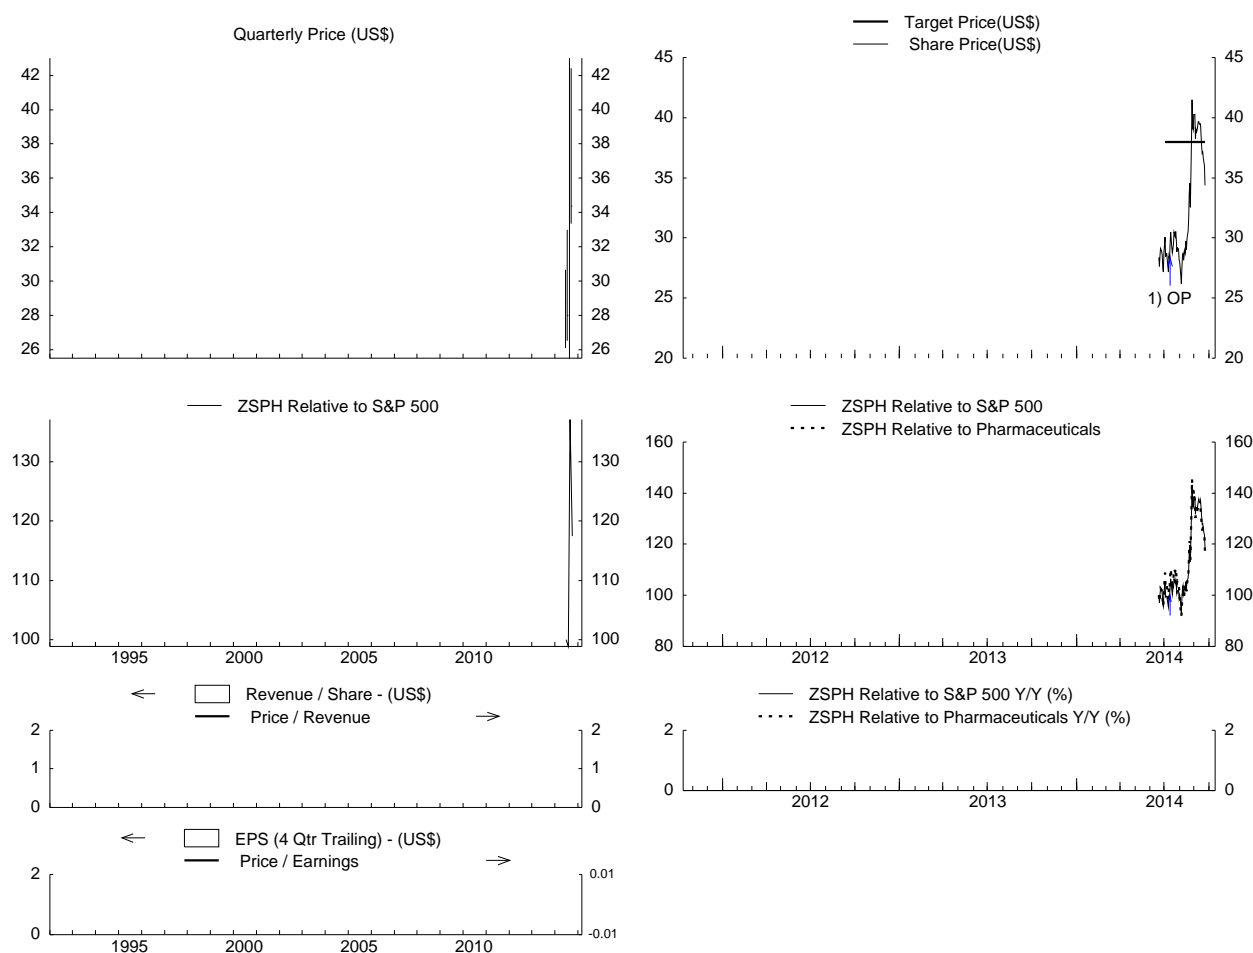 Quarterly Price (US$)
42 42
40 40
38 38
36 36
34 34
32 32
30 30
28 28
26 26
Target Price(US$)
Share Price(US$)
45 45
40 40
35 35
30 30
25 25
1) OP
20 20
ZSPH Relative to S&P 500
130 130
120 120
110 110
100 100
1995 2000 2005 2010
ZSPH Relative to S&P 500
ZSPH Relative to Pharmaceuticals
160 160
140 140
120 120
100 100
80 80
2012 2013 2014
Revenue / Share - (US$)
Price / Revenue
2 2
1 1
0 0
ZSPH Relative to S&P 500 Y/Y (%)
ZSPH Relative to Pharmaceuticals Y/Y (%)
2 2
0 0
2012 2013 2014
EPS (4 Qtr Trailing) - (US$)
Price / Earnings
2 0.01
0 -0.01
1995 2000 2005 2010